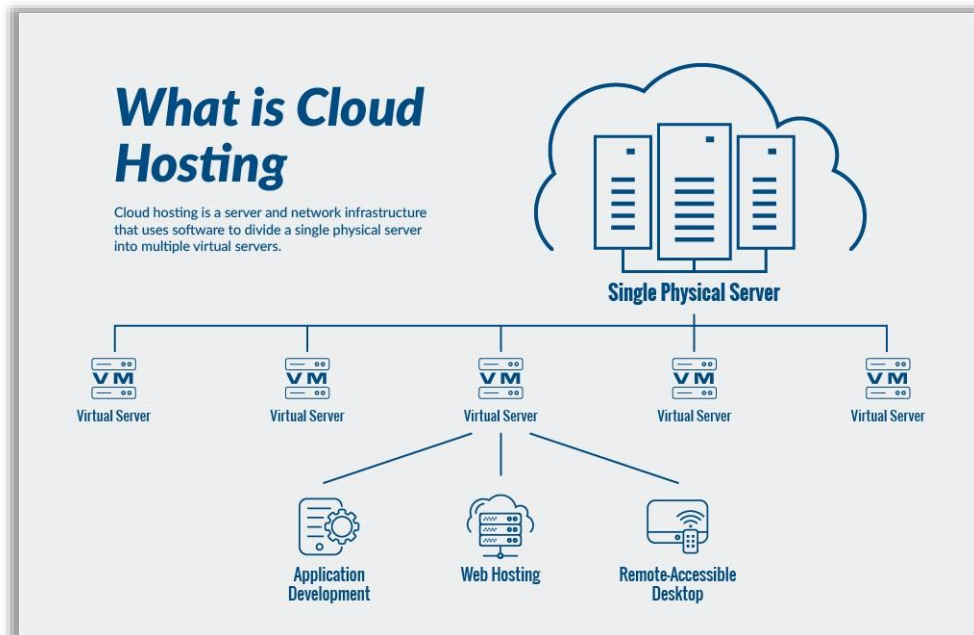 What is Cloud
Hosting
Cloud hosting is a server and network infrastructure
that uses software to divide a single physical server
into multiple virtual servers.
Single Physical Server
VM
VM
VM
VM
VM
Virtual Server
Virtual Server
Virtual Server
Virtual Server
Virtual Server
Application
Development
Web Hosting
Remote-Accessible
Desktop